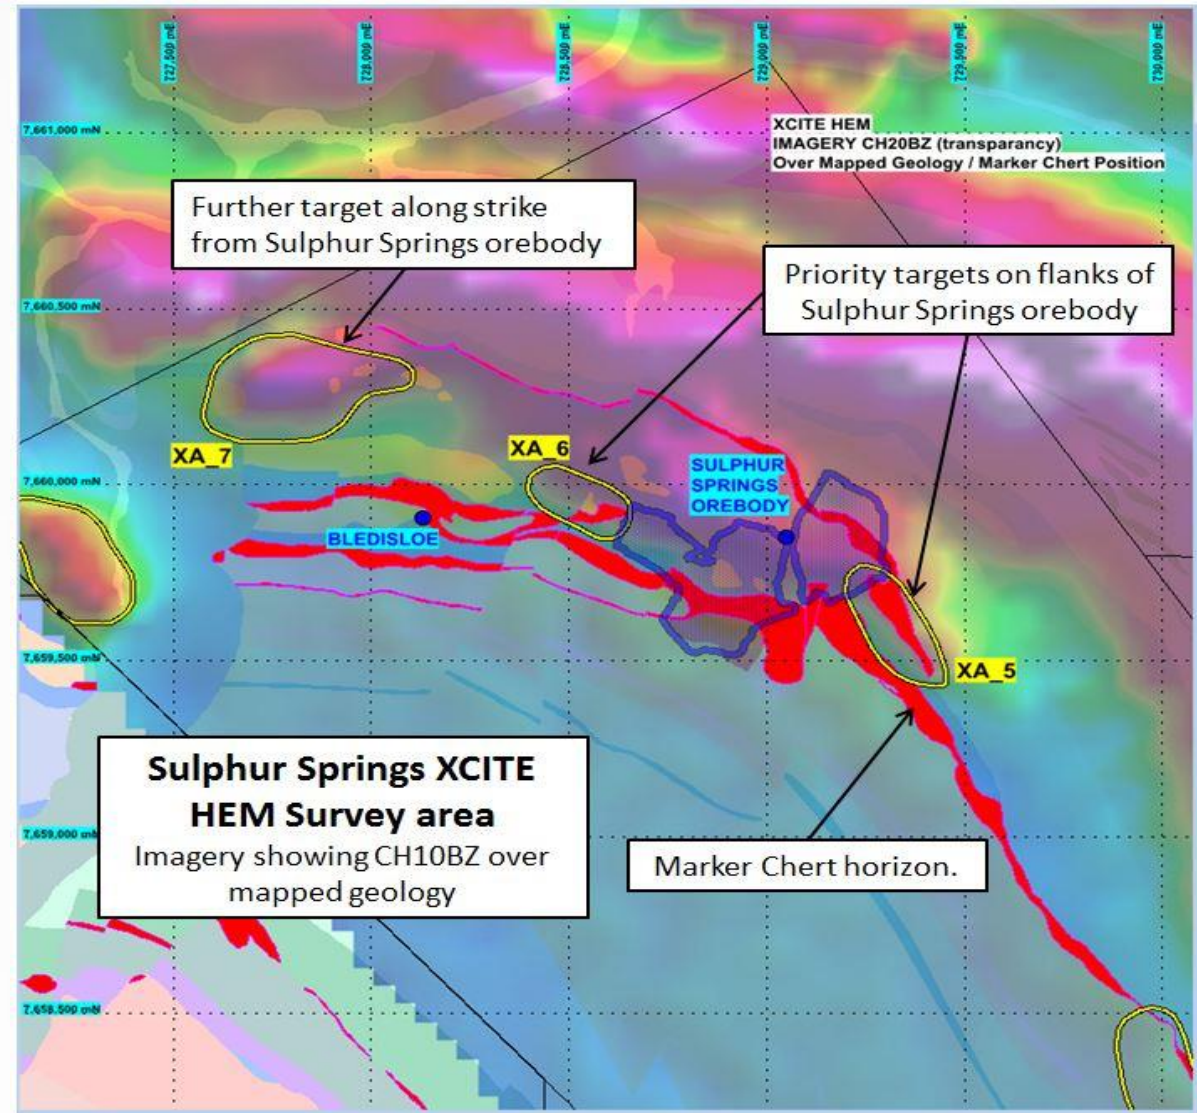 727,500 mE
728,000 mE
728,500 mE
729,000 mE
729,500 mE
730,000 mE
7,661,000 mN
XCITE HEM
IMAGERY CH20BZ (transparancy)
Over Mapped Geology / Marker Chert Position
Further target along strike
from Sulphur Springs orebody
Priority targets on flanks of
Sulphur Springs orebody
7,660,500 mN
XA_7
XA_6
SULPHUR
SPRINGS
OREBODY
7,660,000 mN
BLEDISLOE
7,659,500 mN
XA_5
Sulphur Springs XCITE
HEM Survey area
Imagery showing CH10BZ over
mapped geology
7,659,000 mN
Marker Chert horizon.
7,658,500 mN